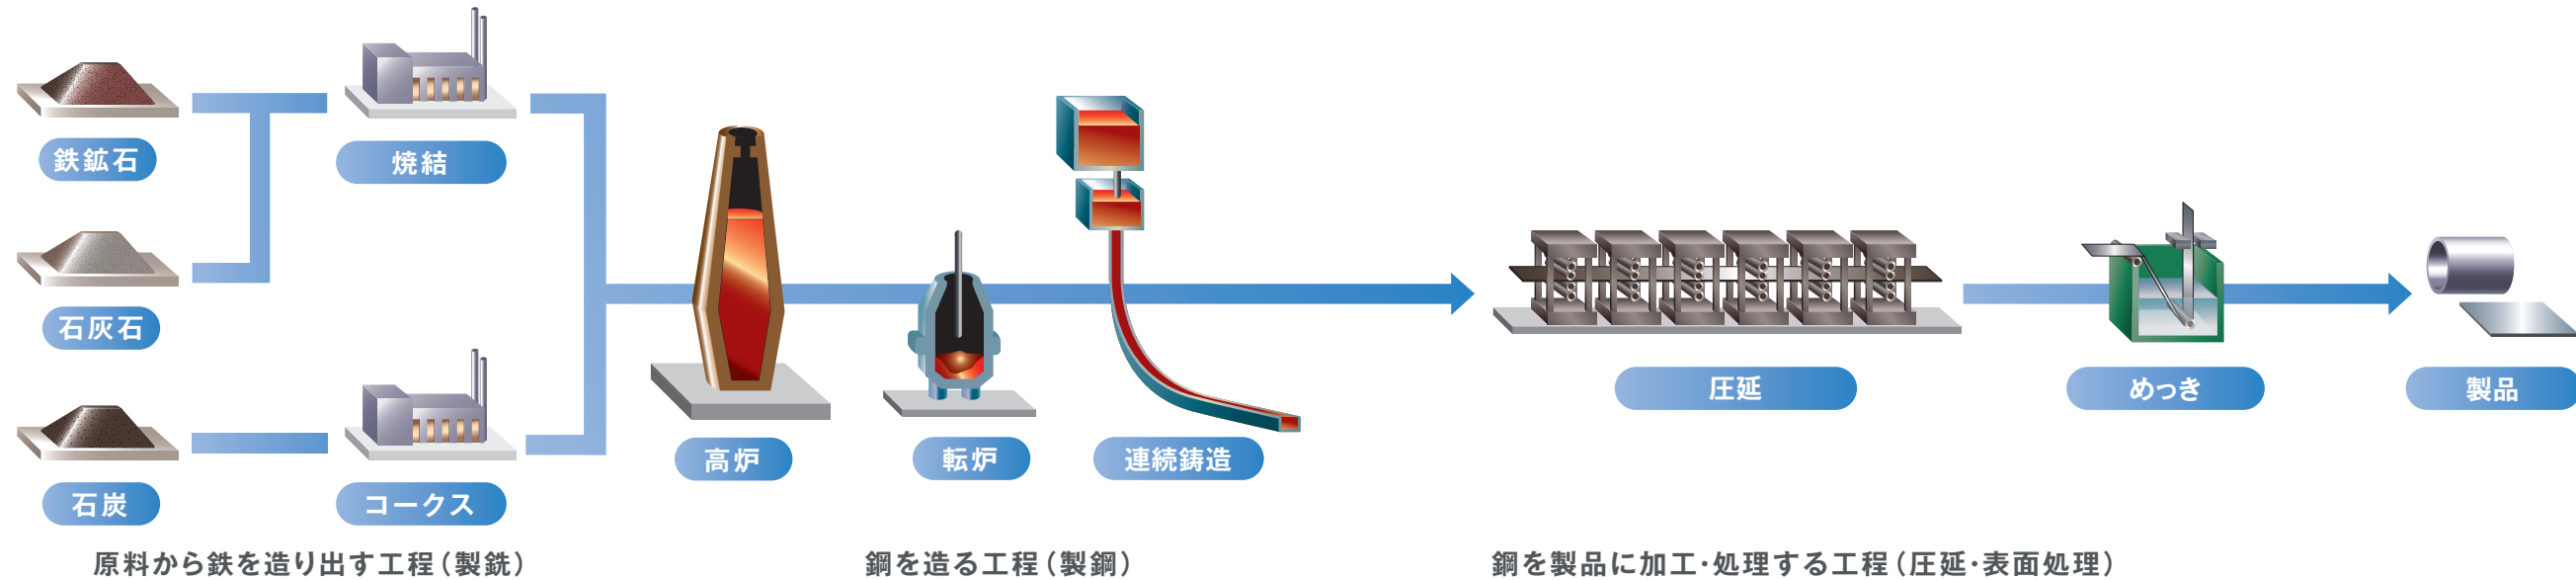 鉄鉱石
焼結
石灰石
石炭
コークス
高炉
転炉
連続鋳造
圧延
めっき
製品
原料から鉄を造り出す工程(製銑)
鋼を造る工程(製鋼)
鋼を製品に加工・処理する工程(圧延・表面処理)